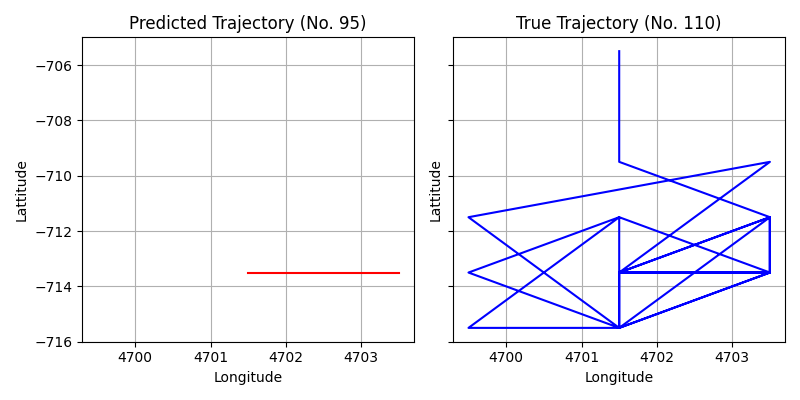 Predicted Trajectory (No. 95)
True Trajectory (No. 110)
−706
−708
−710
−712
−714
−716
Lattitude
Lattitude
4700 4701 4702 4703
4700 4701 4702 4703
Longitude
Longitude